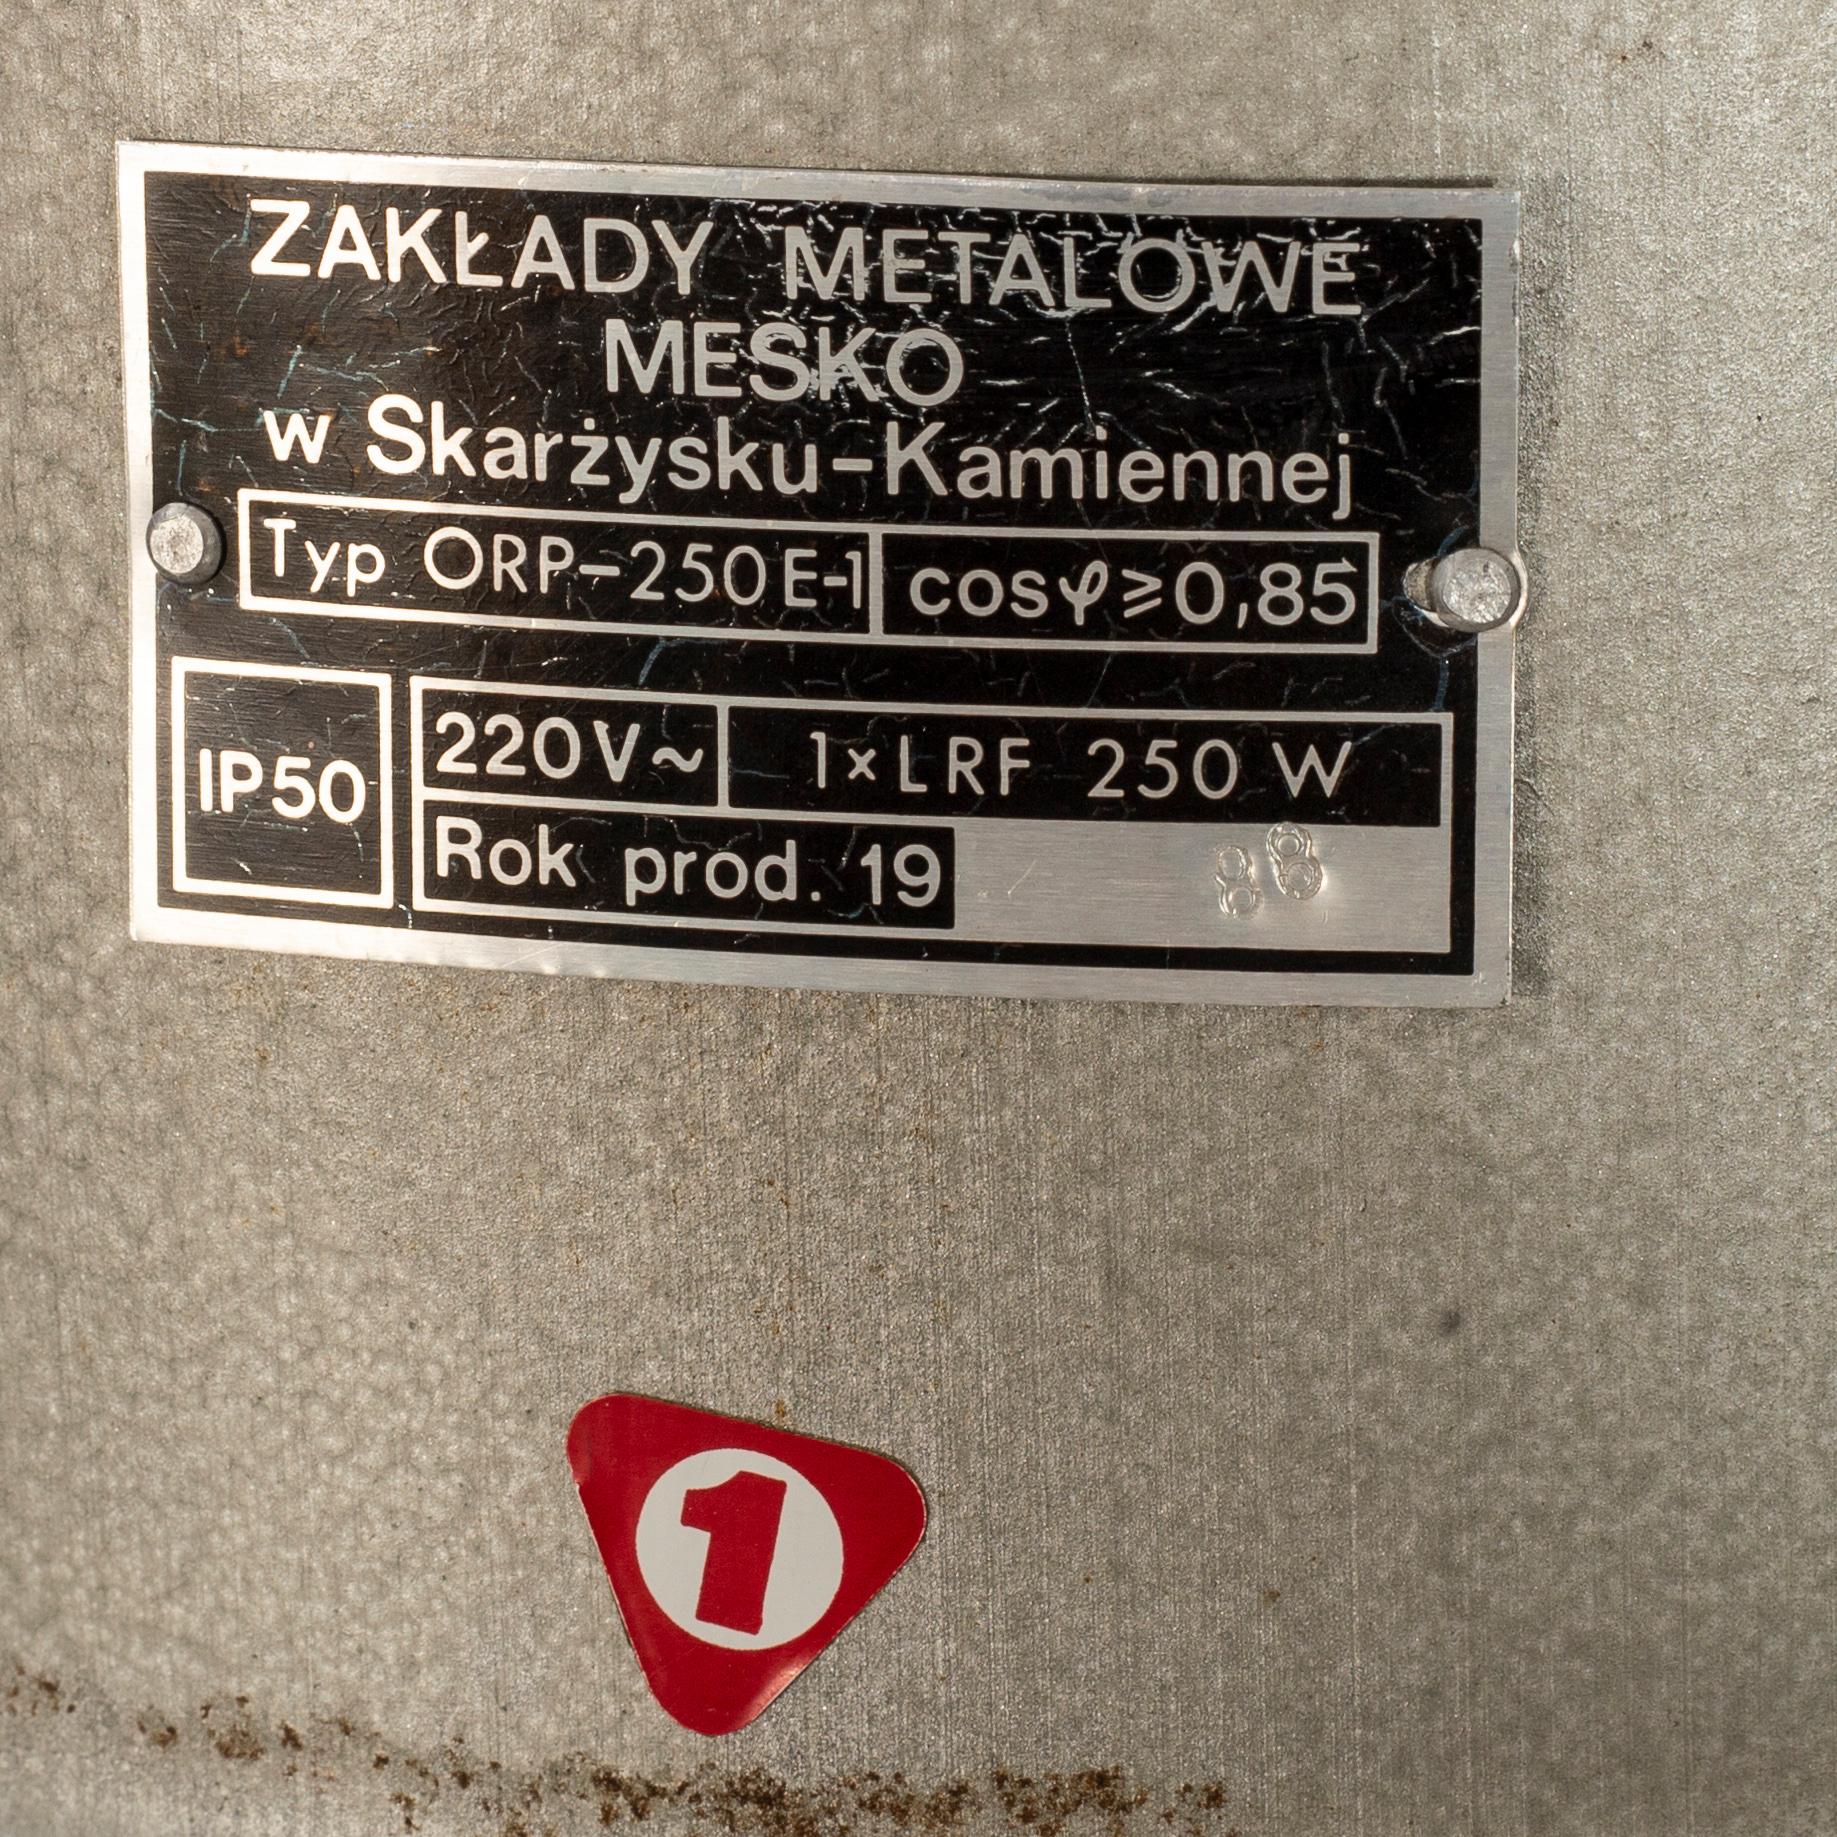 ZAKŁADY METALOWE
MESKO
w Skarżysku-Kamiennej
Typ ORP-250E-1 cosφ≥0,85
IP50
220V~ 1×LRF 250 W
Rok prod. 19 88
1